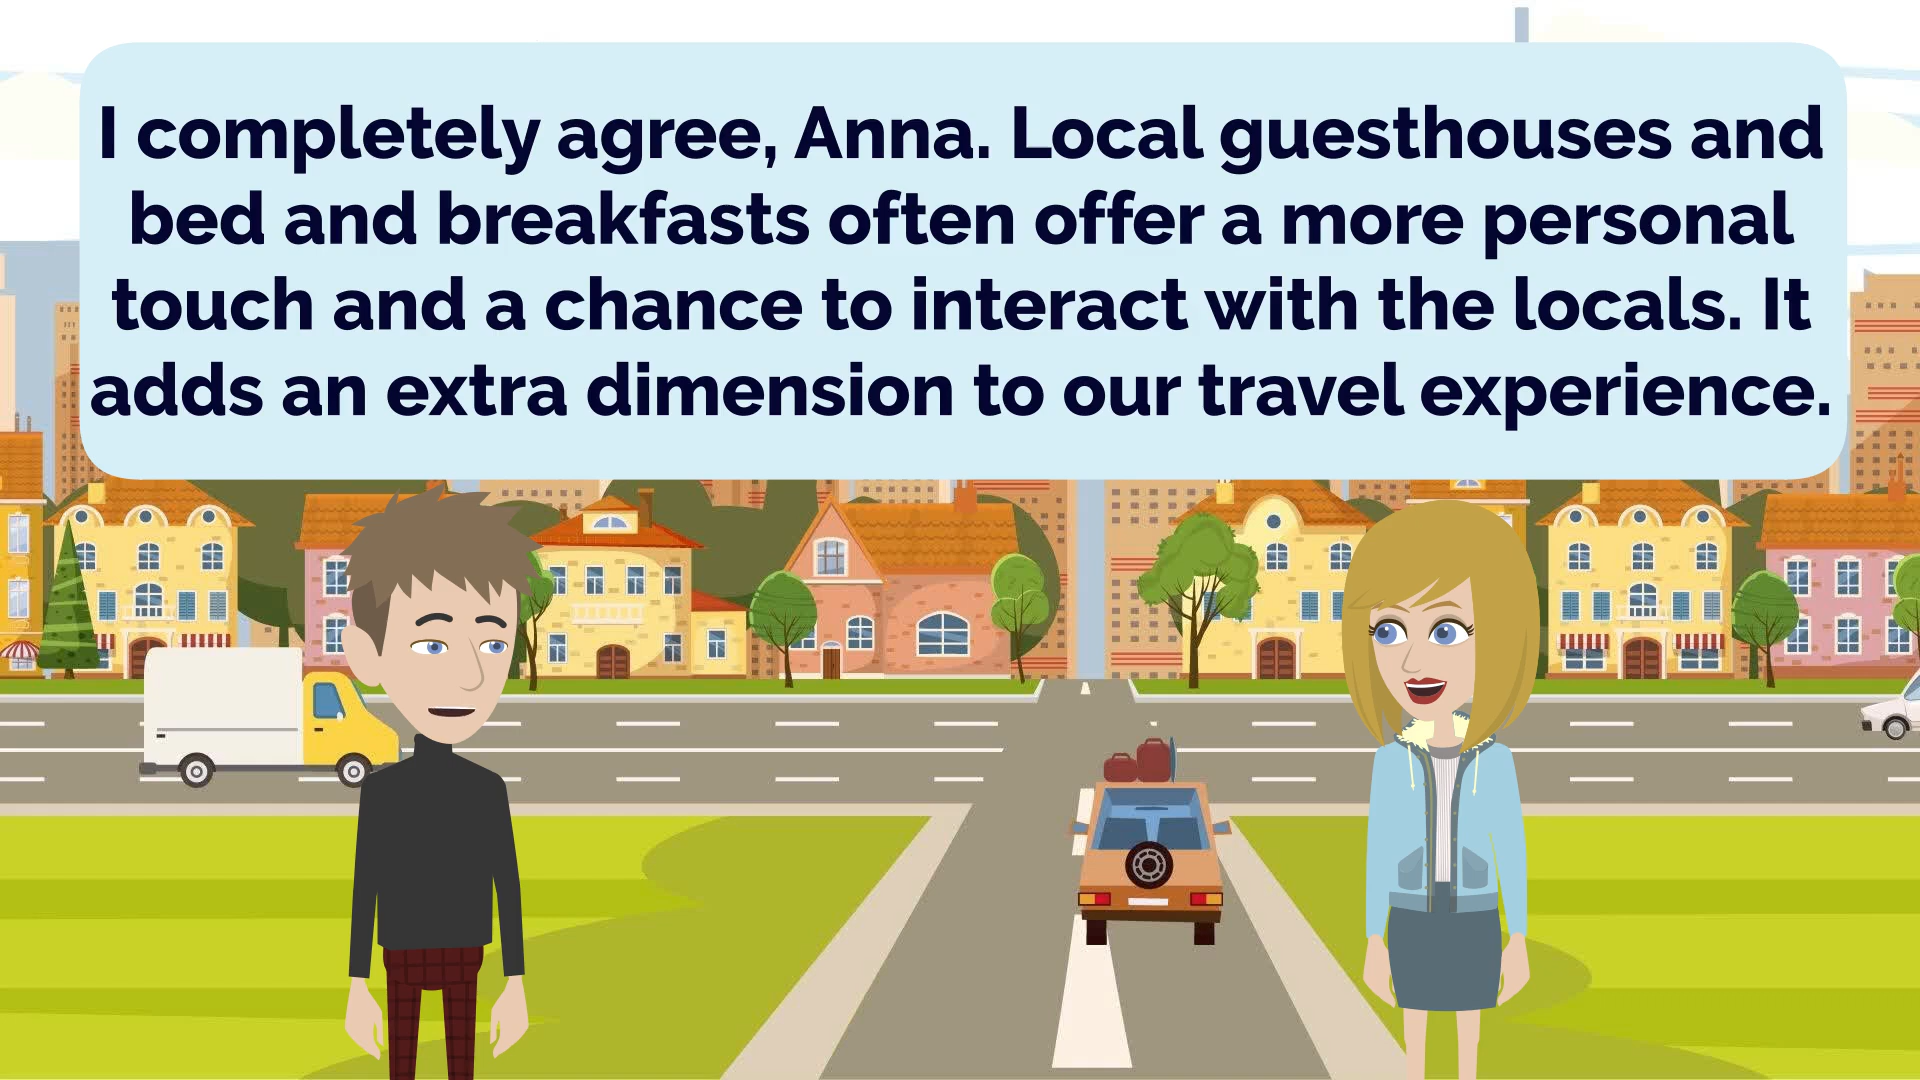 I completely agree, Anna. Local guesthouses and
bed and breakfasts often offer a more personal
touch and a chance to interact with the locals. It
adds an extra dimension to our travel experience.